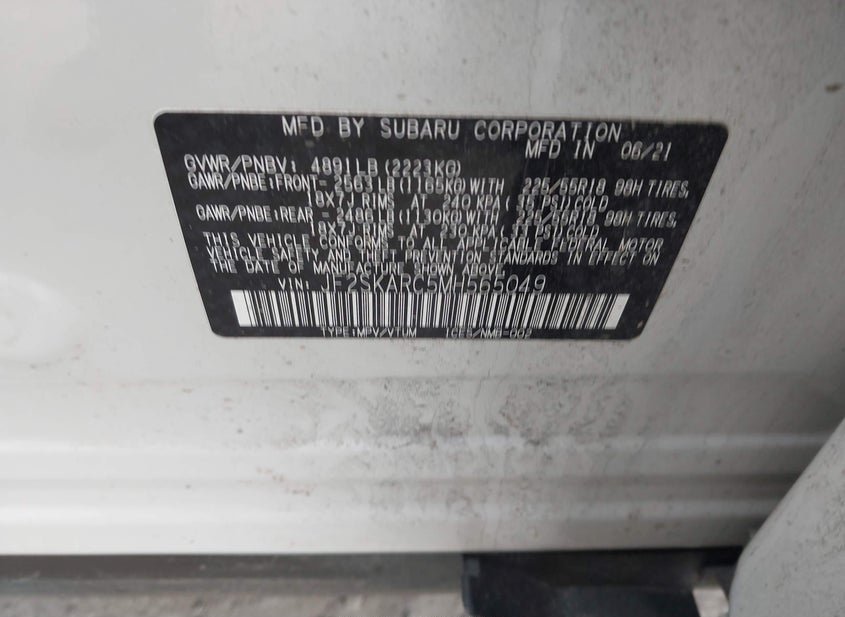 MFD BY SUBARU CORPORATION
MFD IN 06/21
GVWR/PNBV: 4891LB(2223KG)
GAWR/PNBE:FRONT= 2563LB(1165KG)WITH 225/55R18 98H TIRES,
18X7J RIMS AT 240 KPA(35 PSI)COLD
GAWR/PNBE:REAR = 2486LB(1130KG)WITH 225/55R18 98H TIRES,
18X7J RIMS AT 230 KPA(33 PSI)COLD
THIS VEHICLE CONFORMS TO ALL APPLICABLE FEDERAL MOTOR
VEHICLE SAFETY AND THEFT PREVENTION STANDARDS IN EFFECT ON
THE DATE OF MANUFACTURE SHOWN ABOVE.
VIN: JF2SKARC5MH565049
TYPE:MPV/VTUM ICES/NMB-002